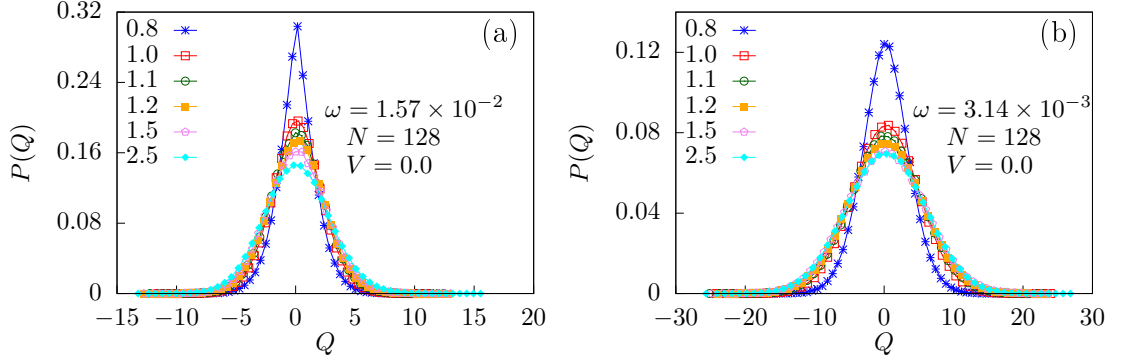 0.32
0.24
0.16
0.08
0
P(Q)
0.8
1.0
1.1
1.2
1.5
2.5
(a)
ω = 1.57 × 10⁻²
N = 128
V = 0.0
−15 −10 −5 0 5 10 15 20
Q
0.12
0.08
0.04
0
P(Q)
0.8
1.0
1.1
1.2
1.5
2.5
(b)
ω = 3.14 × 10⁻³
N = 128
V = 0.0
−30 −20 −10 0 10 20 30
Q